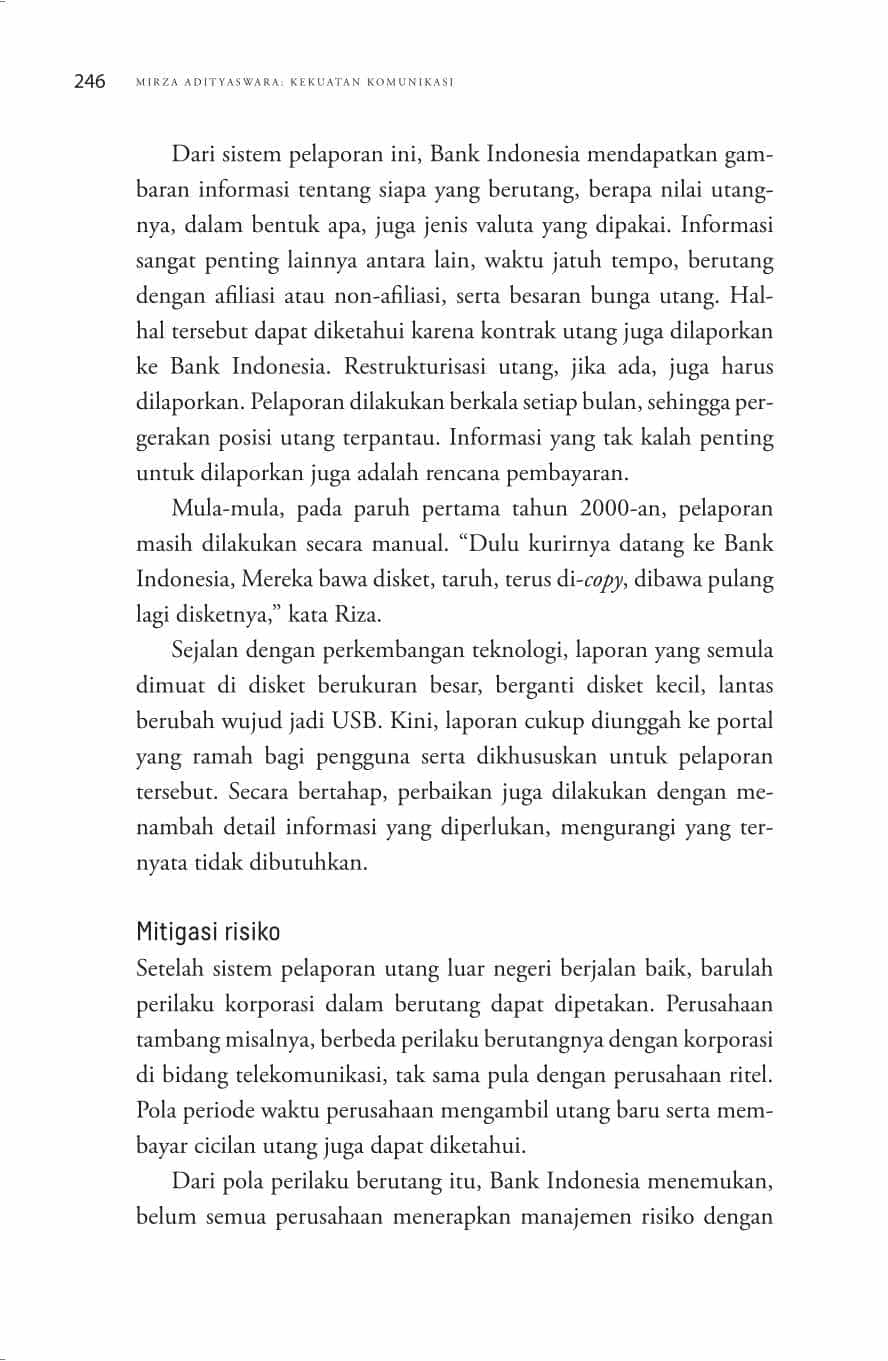 246 MIRZA ADITYASWARA: KEKUATAN KOMUNIKASI
Dari sistem pelaporan ini, Bank Indonesia mendapatkan gam-
baran informasi tentang siapa yang berutang, berapa nilai utang-
nya, dalam bentuk apa, juga jenis valuta yang dipakai. Informasi
sangat penting lainnya antara lain, waktu jatuh tempo, berutang
dengan afiliasi atau non-afiliasi, serta besaran bunga utang. Hal-
hal tersebut dapat diketahui karena kontrak utang juga dilaporkan
ke Bank Indonesia. Restrukturisasi utang, jika ada, juga harus
dilaporkan. Pelaporan dilakukan berkala setiap bulan, sehingga per-
gerakan posisi utang terpantau. Informasi yang tak kalah penting
untuk dilaporkan juga adalah rencana pembayaran.
Mula-mula, pada paruh pertama tahun 2000-an, pelaporan
masih dilakukan secara manual. “Dulu kurirnya datang ke Bank
Indonesia, Mereka bawa disket, taruh, terus di-copy, dibawa pulang
lagi disketnya,” kata Riza.
Sejalan dengan perkembangan teknologi, laporan yang semula
dimuat di disket berukuran besar, berganti disket kecil, lantas
berubah wujud jadi USB. Kini, laporan cukup diunggah ke portal
yang ramah bagi pengguna serta dikhususkan untuk pelaporan
tersebut. Secara bertahap, perbaikan juga dilakukan dengan me-
nambah detail informasi yang diperlukan, mengurangi yang ter-
nyata tidak dibutuhkan.
Mitigasi risiko
Setelah sistem pelaporan utang luar negeri berjalan baik, barulah
perilaku korporasi dalam berutang dapat dipetakan. Perusahaan
tambang misalnya, berbeda perilaku berutangnya dengan korporasi
di bidang telekomunikasi, tak sama pula dengan perusahaan ritel.
Pola periode waktu perusahaan mengambil utang baru serta mem-
bayar cicilan utang juga dapat diketahui.
Dari pola perilaku berutang itu, Bank Indonesia menemukan,
belum semua perusahaan menerapkan manajemen risiko dengan